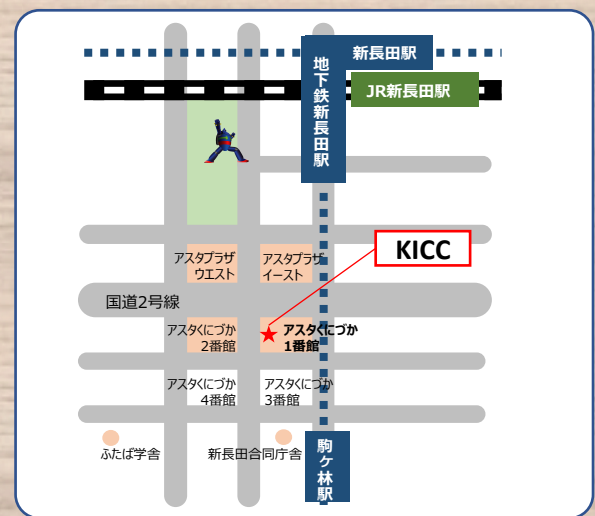 新長田駅
地下鉄新長田駅
JR新長田駅
KICC
アスタプラザ
ウエスト
アスタプラザ
イースト
国道2号線
アスタくにづか
2番館
アスタくにづか
1番館
アスタくにづか
4番館
アスタくにづか
3番館
ふたば学舎
新長田合同庁舎
駒ケ林駅